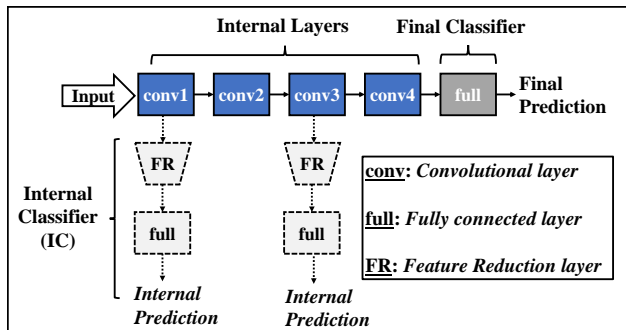 Internal Layers
Final Classifier
Input
conv1
conv2
conv3
conv4
full
Final
Prediction
Internal
Classifier
(IC)
FR
full
Internal
Prediction
FR
full
Internal
Prediction
conv: Convolutional layer
full: Fully connected layer
FR: Feature Reduction layer